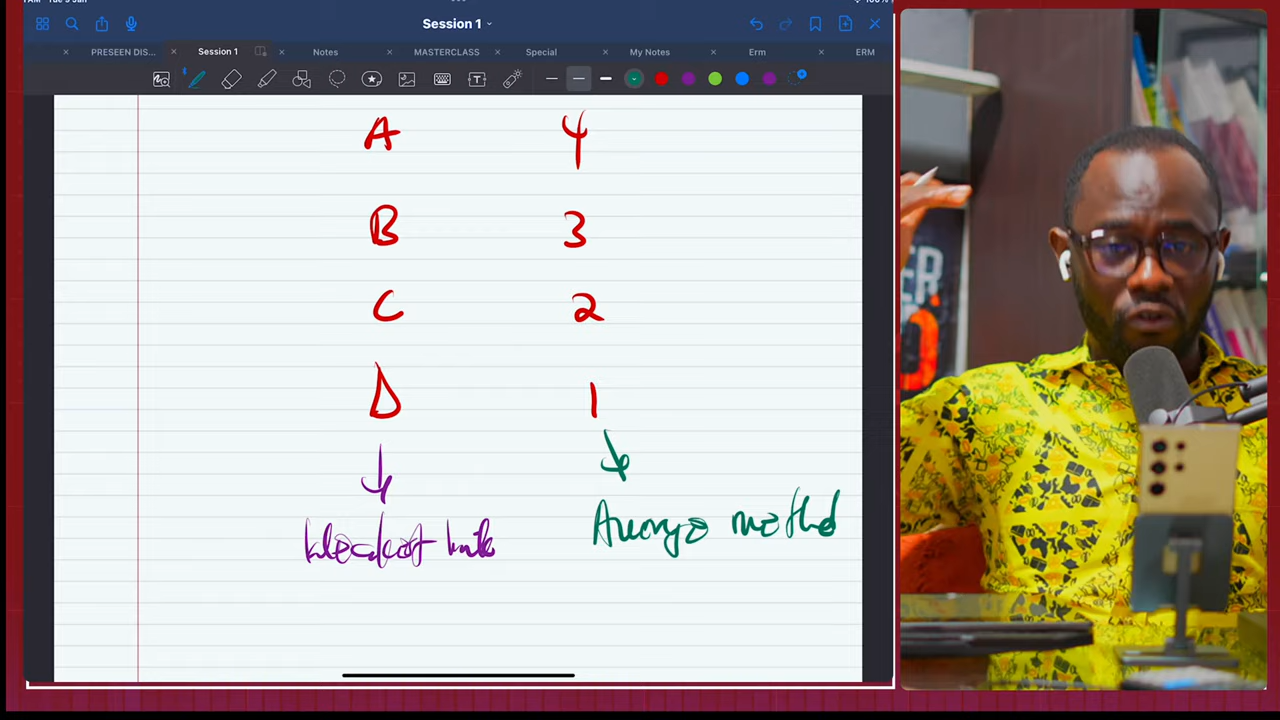 Session 1
PRESEEN DIS...
Session 1
Notes
MASTERCLASS
Special
My Notes
Erm
ERM
T
A 4
B 3
C 2
D 1
Average method